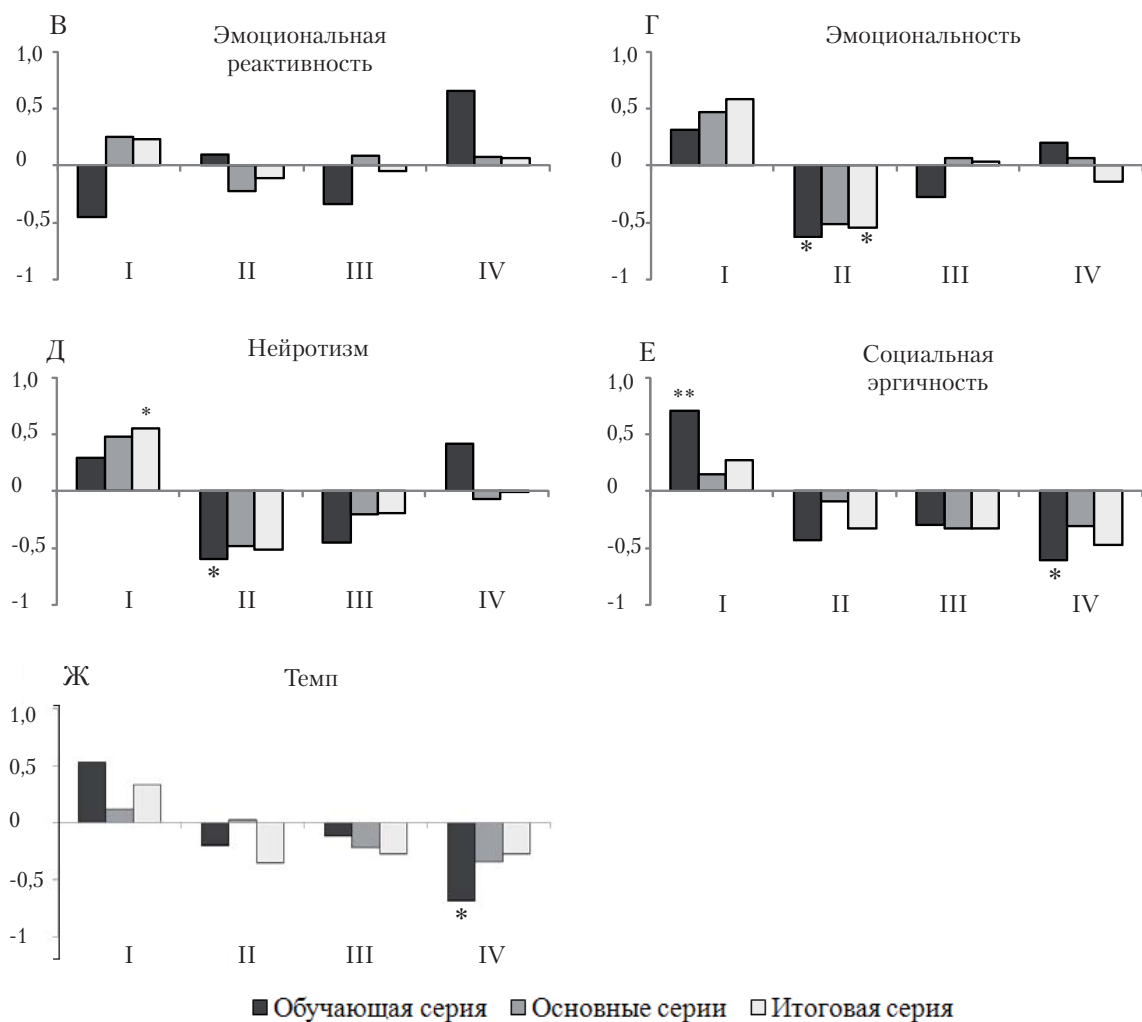 В
Эмоциональная
реактивность
1,0
0,5
0
-0,5
-1
I II III IV
Г
Эмоциональность
1,0
0,5
0
-0,5
-1
* *
I II III IV
Д
Нейротизм
1,0
0,5
0
-0,5
-1
*
*
I II III IV
Е
Социальная
эргичность
1,0
0,5
0
-0,5
-1
**
*
I II III IV
Ж
Темп
1,0
0,5
0
-0,5
-1
*
I II III IV
Обучающая серия Основные серии Итоговая серия